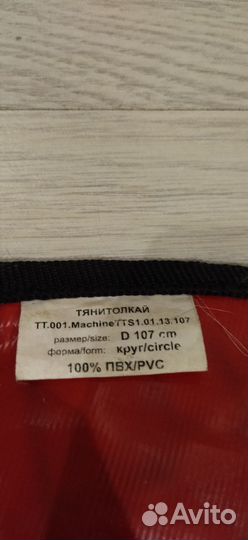 ТЯНИТОЛКАЙ
TT.001.Machine/TTS1.01.13.107
размер/size: D 107 cm
форма/form: круг/circle
100% ПВХ/PVC
Avito